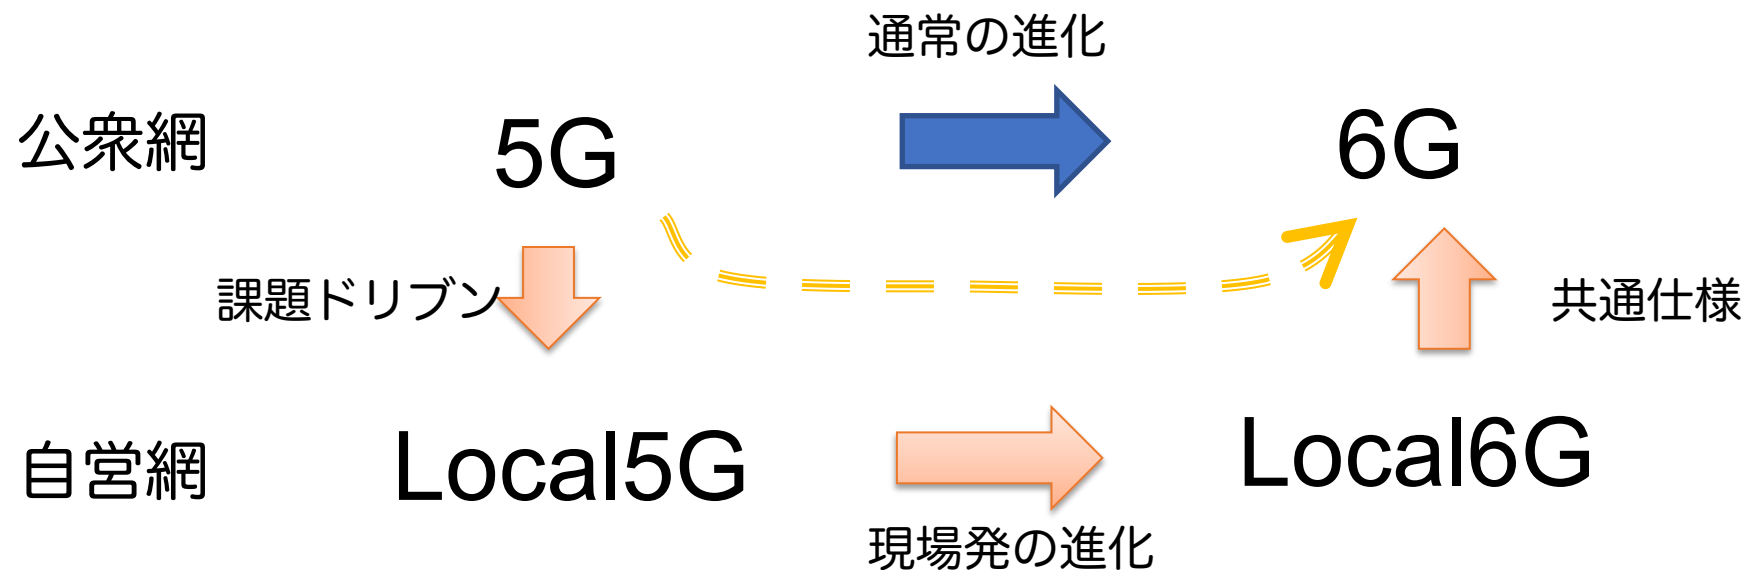 通常の進化
公衆網
5G
6G
課題ドリブン
共通仕様
自営網
Local5G
Local6G
現場発の進化